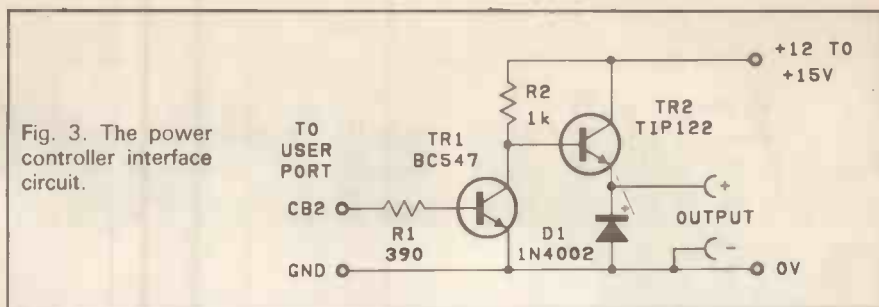 Fig. 3. The power
controller interface
circuit.
TO
USER
PORT
CB2
GND
R1
390
TR1
BC547
R2
1k
TR2
TIP122
D1
1N4002
+12 TO
+15V
+
+
OUTPUT
-
0V